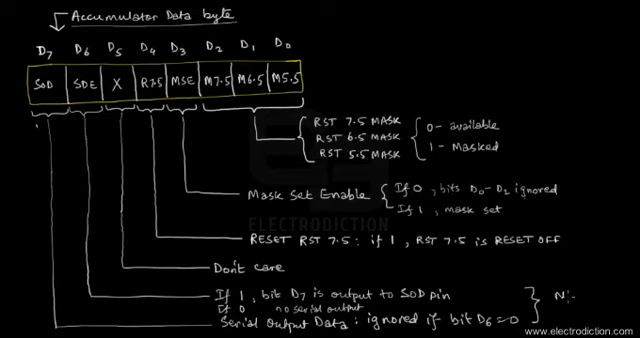 Accumulator Data byte
D7 D6 D5 D4 D3 D2 D1 D0
SOD SDE X R7.5 MSE M7.5 M6.5 M5.5
RST 7.5 MASK
RST 6.5 MASK
RST 5.5 MASK
0 - available
1 - Masked
Mask Set Enable
If 0, bits D0-D2 ignored
If 1, mask set
ELECTRODICTION
RESET RST 7.5 : if 1, RST 7.5 is RESET OFF
Don't care
If 1, bit D7 is output to SOD pin
If 0 no serial output
Serial Output Data : ignored if bit D6=0
www.electrodiction.com